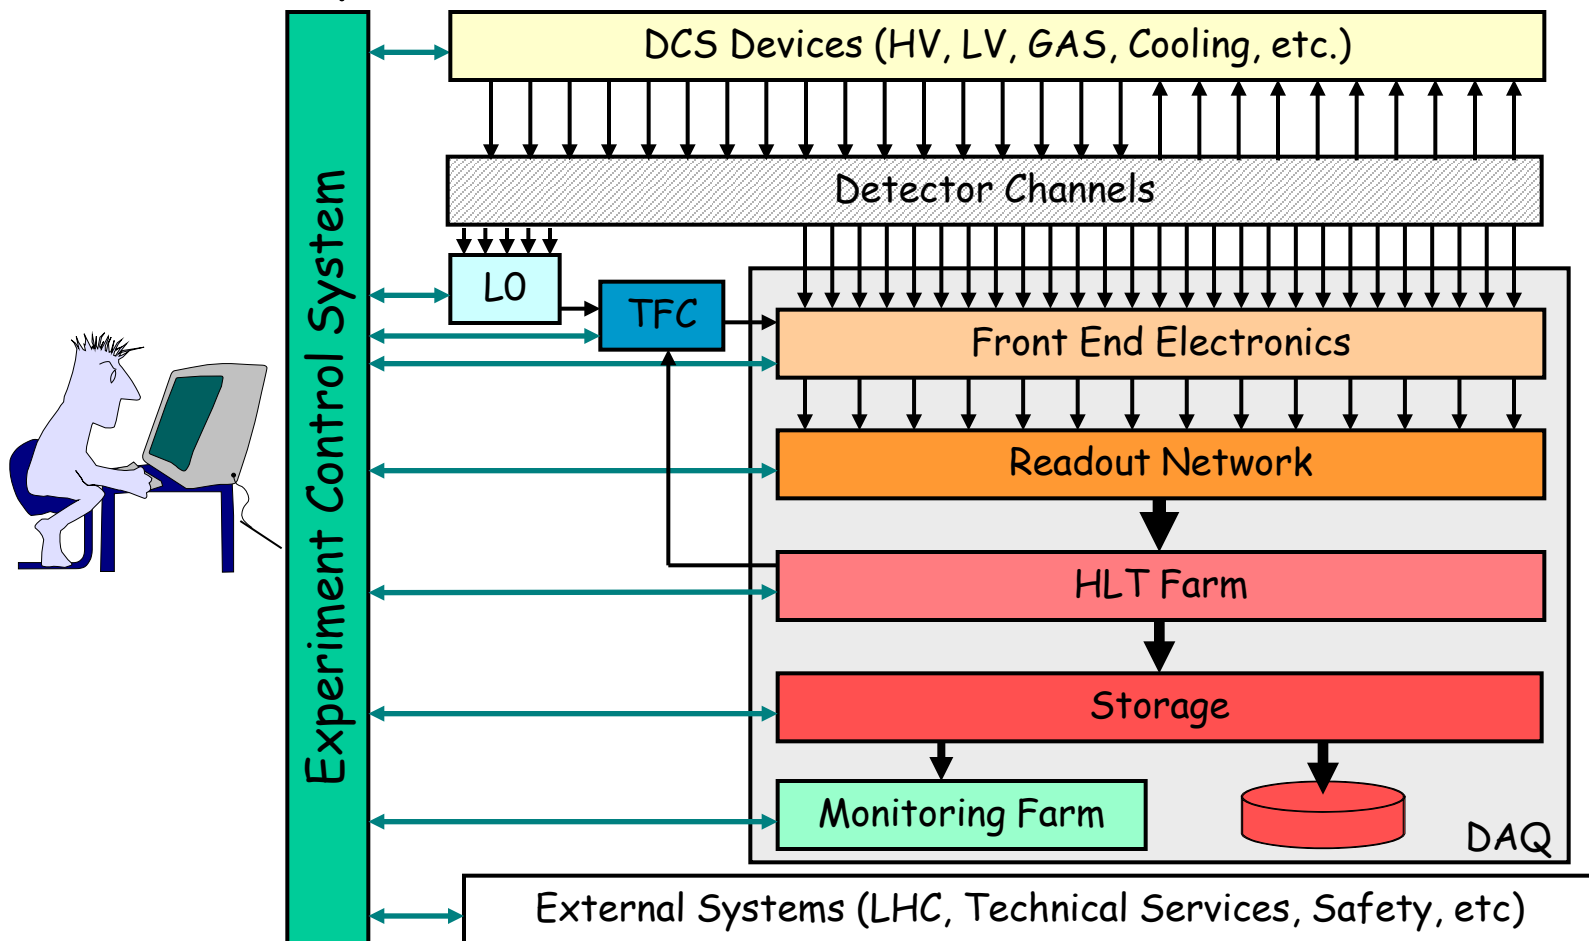 DCS Devices (HV, LV, GAS, Cooling, etc.)
Detector Channels
L0
TFC
Front End Electronics
Experiment Control System
Readout Network
HLT Farm
Storage
Monitoring Farm
DAQ
External Systems (LHC, Technical Services, Safety, etc)